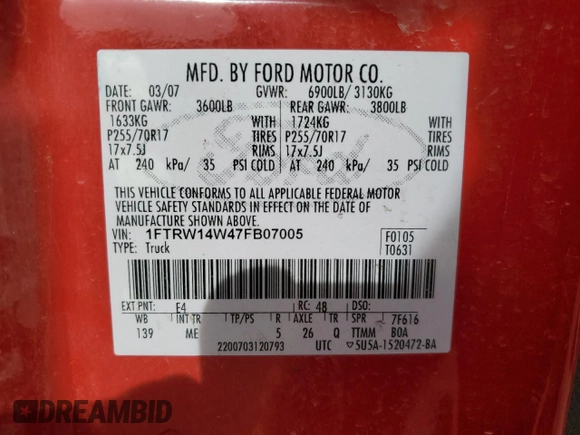 MFD. BY FORD MOTOR CO.
DATE: 03/07 GVWR: 6900LB/ 3130KG
FRONT GAWR: 3600LB REAR GAWR: 3800LB
1633KG WITH 1724KG WITH
P255/70R17 TIRES P255/70R17 TIRES
17x7.5J RIMS 17x7.5J RIMS
AT 240 kPa/ 35 PSI COLD AT 240 kPa/ 35 PSI COLD
THIS VEHICLE CONFORMS TO ALL APPLICABLE FEDERAL MOTOR
VEHICLE SAFETY STANDARDS IN EFFECT ON THE DATE OF
MANUFACTURE SHOWN ABOVE.
VIN: 1FTRW14W47FB07005 F0105
TYPE: Truck T0631
EXT PNT: E4 RC: 48 DSO:
WB INT TR TP/PS R AXLE TR SPR 7F616
139 ME 5 26 Q TTMM B0A
2200703120793 UTC 5U5A-1520472-BA
DREAMBID